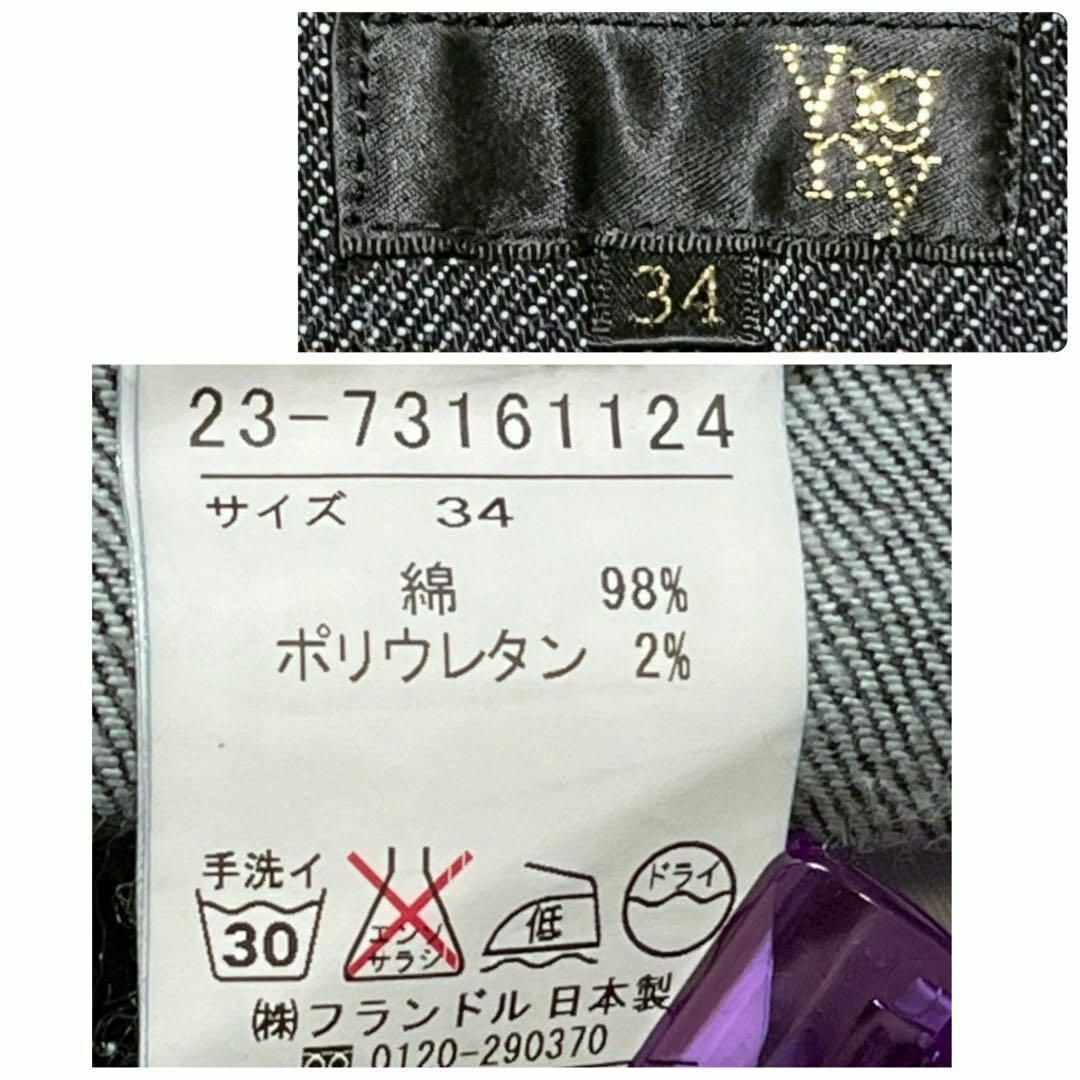 Vig
ny
34
23-73161124
サイズ 34
綿 98%
ポリウレタン 2%
手洗イ
30
エンソ
サラシ
低
ドライ
㈱フランドル 日本製
0120-290370